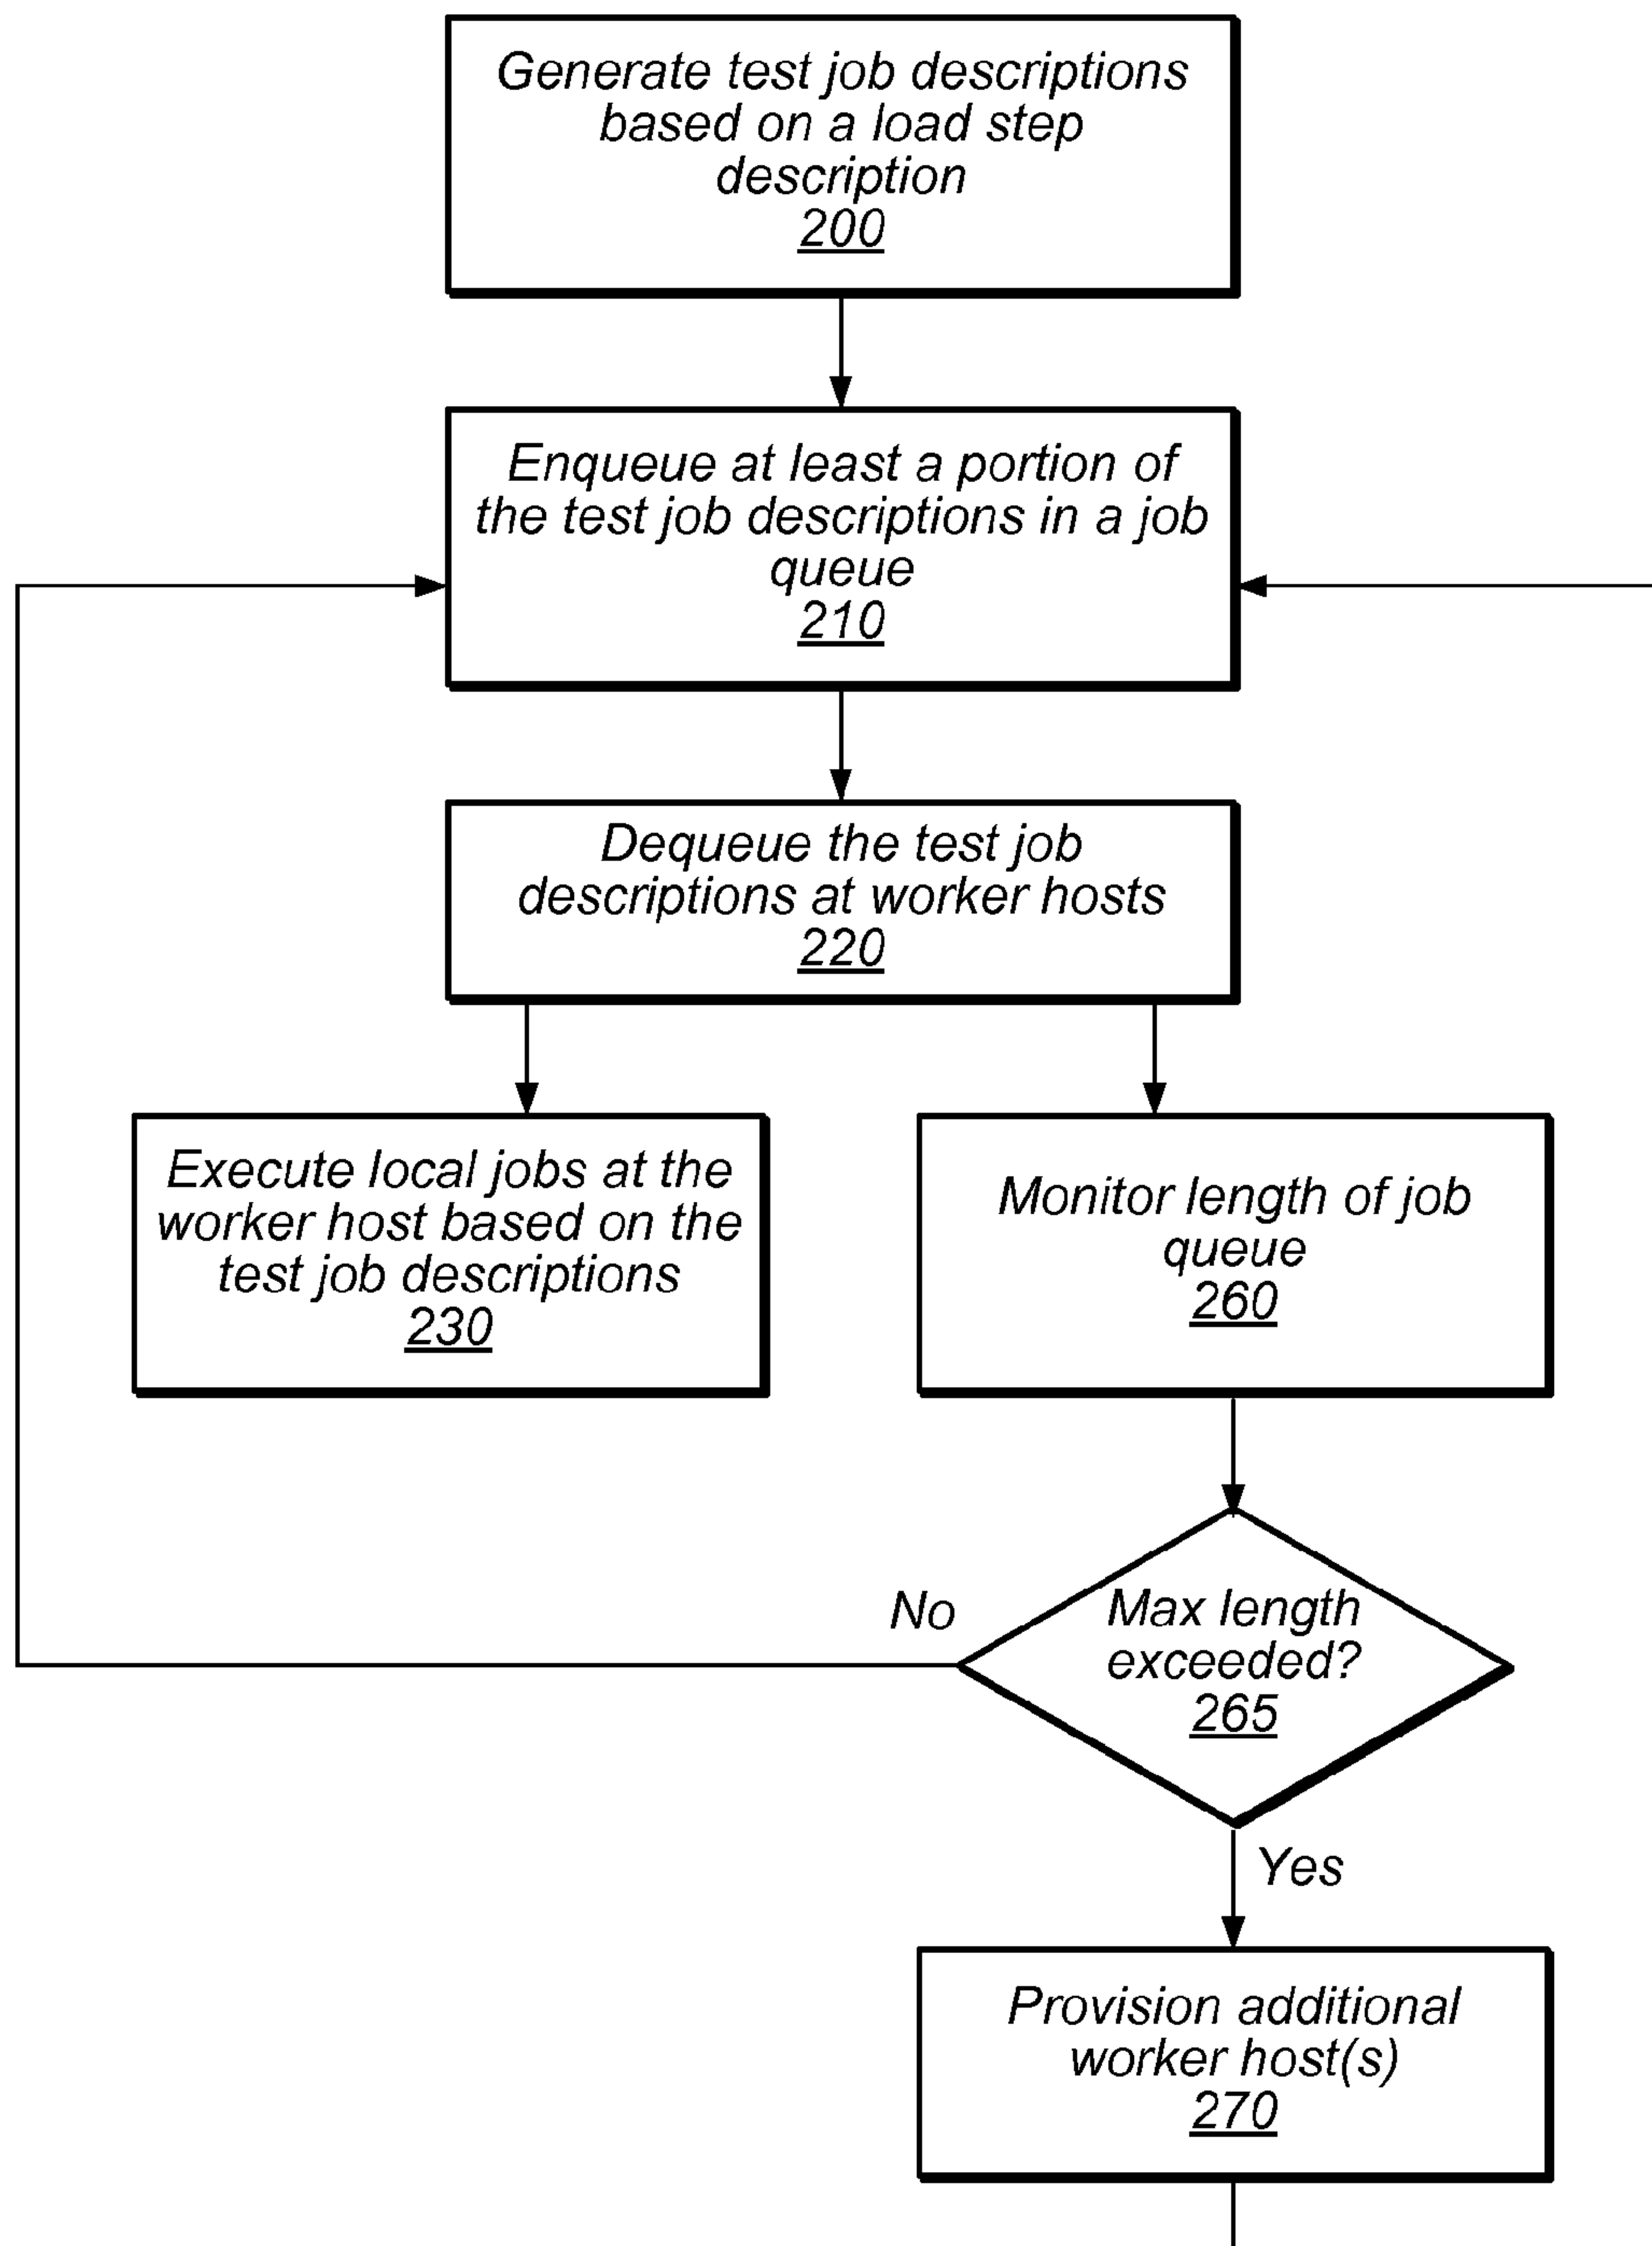 Generate test job descriptions
based on a load step
description
200
Enqueue at least a portion of
the test job descriptions in a job
queue
210
Dequeue the test job
descriptions at worker hosts
220
Execute local jobs at the
worker host based on the
test job descriptions
230
Monitor length of job
queue
260
No
Max length
exceeded?
265
Yes
Provision additional
worker host(s)
270